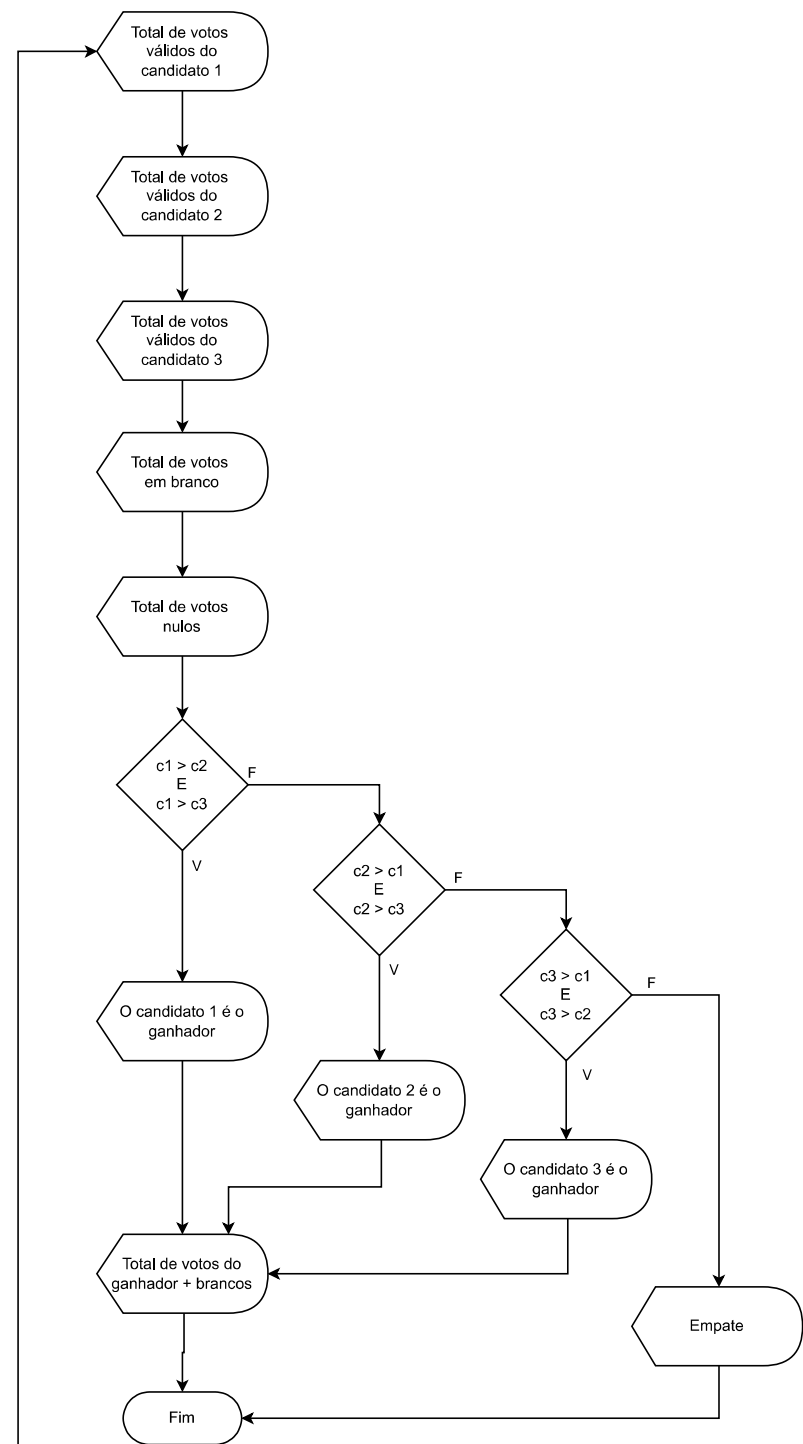 Total de votos
válidos do
candidato 1
Total de votos
válidos do
candidato 2
Total de votos
válidos do
candidato 3
Total de votos
em branco
Total de votos
nulos
c1 > c2
E
c1 > c3
F
V
c2 > c1
E
c2 > c3
F
V
c3 > c1
E
c3 > c2
F
V
O candidato 1 é o
ganhador
O candidato 2 é o
ganhador
O candidato 3 é o
ganhador
Total de votos do
ganhador + brancos
Empate
Fim